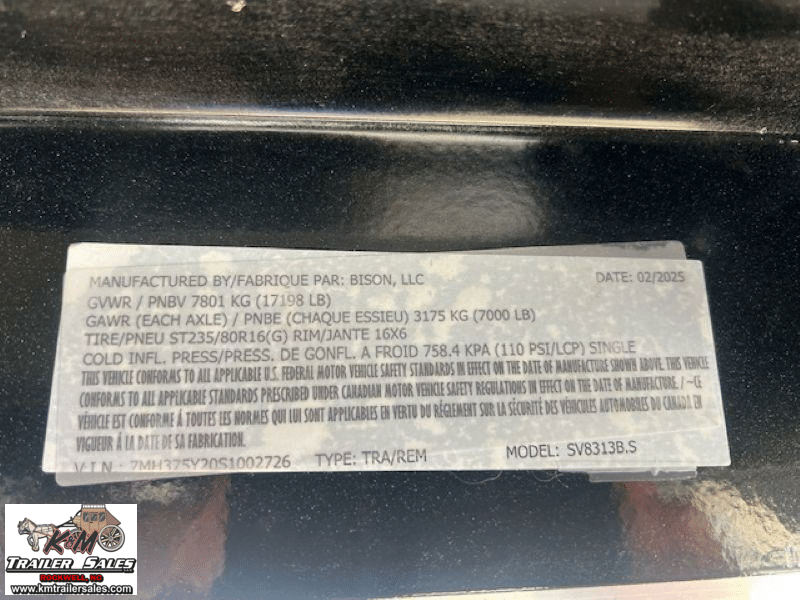 MANUFACTURED BY/FABRIQUE PAR: BISON, LLC DATE: 02/2025
GVWR / PNBV 7801 KG (17198 LB)
GAWR (EACH AXLE) / PNBE (CHAQUE ESSIEU) 3175 KG (7000 LB)
TIRE/PNEU ST235/80R16(G) RIM/JANTE 16X6
COLD INFL. PRESS/PRESS. DE GONFL. A FROID 758.4 KPA (110 PSI/LCP) SINGLE
THIS VEHICLE CONFORMS TO ALL APPLICABLE U.S. FEDERAL MOTOR VEHICLE SAFETY STANDARDS IN EFFECT ON THE DATE OF MANUFACTURE SHOWN ABOVE. THIS VEHICLE
CONFORMS TO ALL APPLICABLE STANDARDS PRESCRIBED UNDER CANADIAN MOTOR VEHICLE SAFETY REGULATIONS IN EFFECT ON THE DATE OF MANUFACTURE. / ~CE
VÉHICLE EST CONFORME Á TOUTES LES NORMES QUI LUI SONT APPLICABLES EN VERTU DU RÉGLEMENT SUR LA SÉCURITÉ DES VÉHICULES AUTOMOBILES DU CANADA EN
VIGUEUR Á LA DATE DE SA FABRICATION.
V.I.N.: 7MH375Y20S1002726 TYPE: TRA/REM MODEL: SV8313B.S
K&M
TRAILER SALES
ROCKWELL, NC
www.kmtrailersales.com